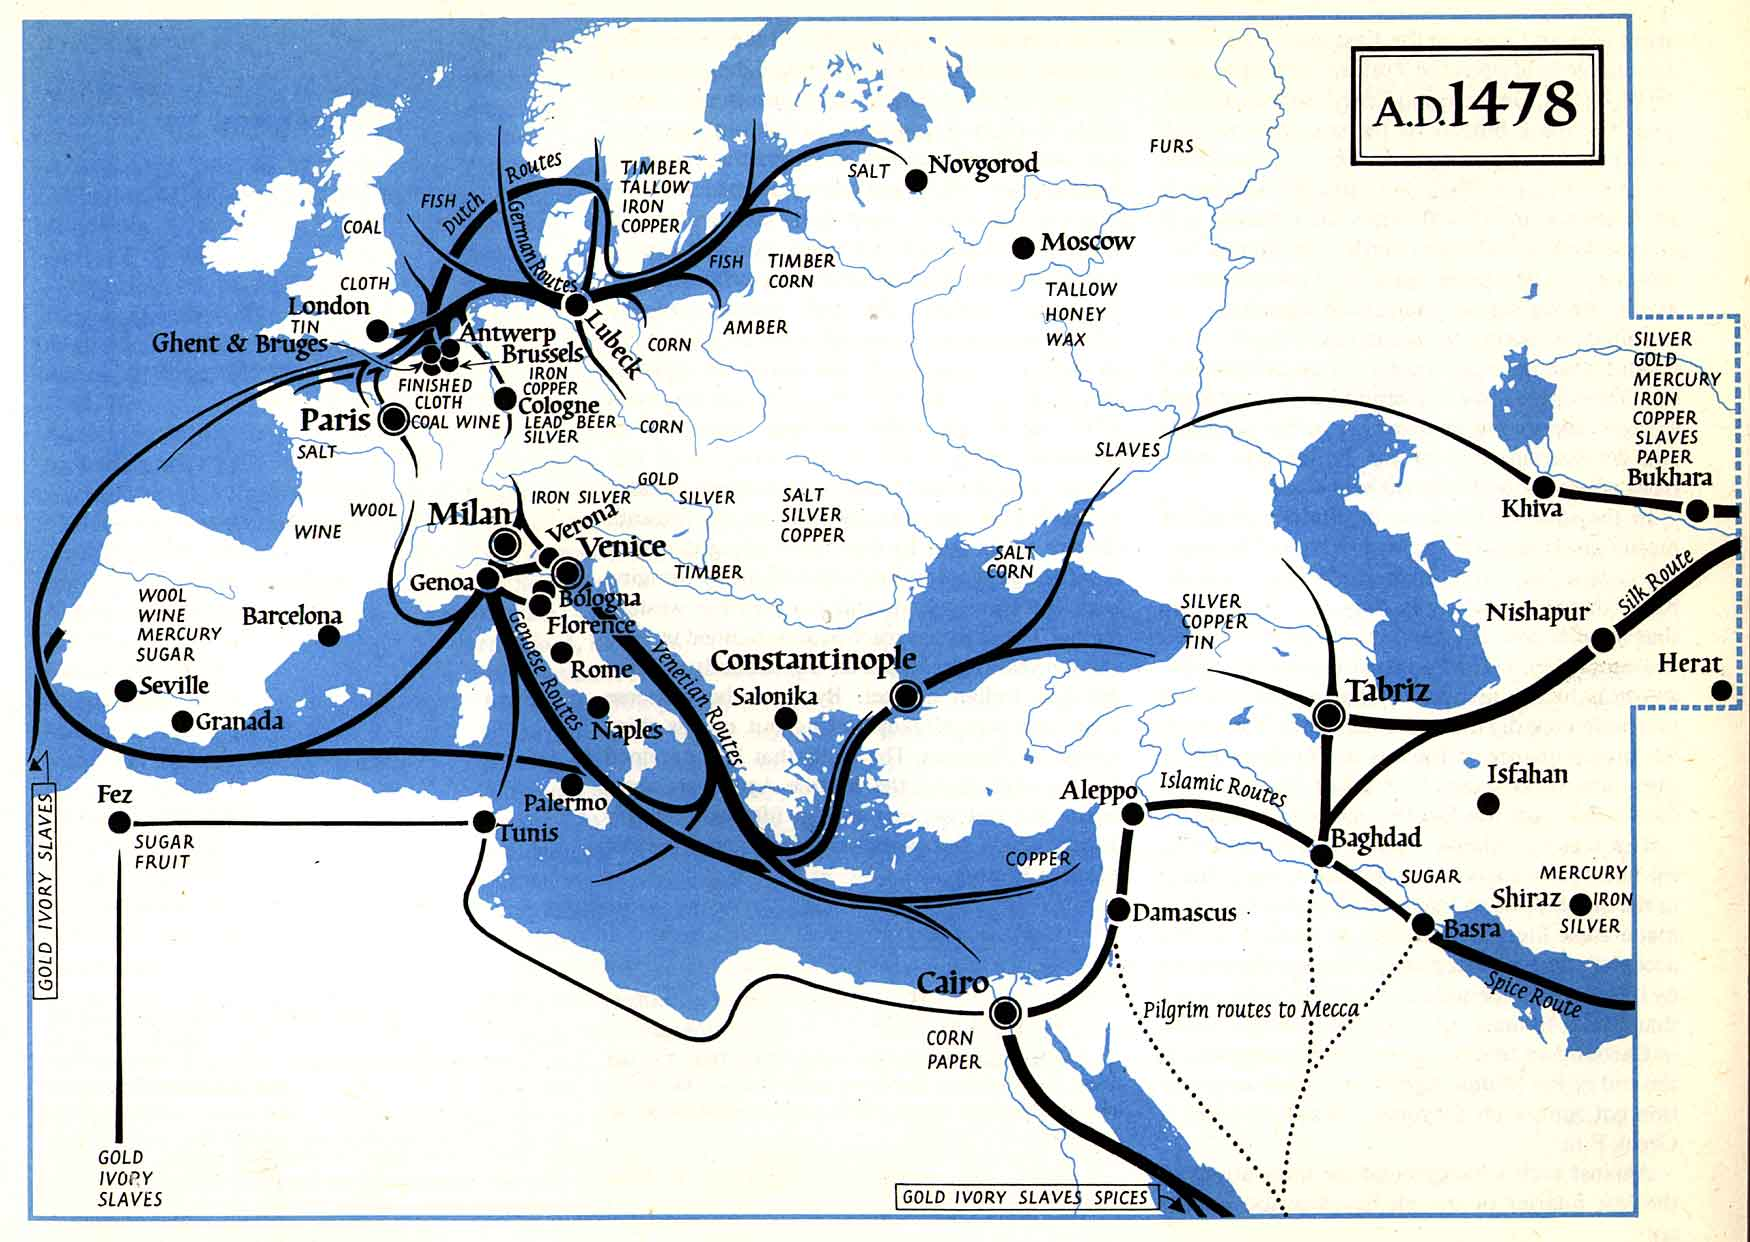 A.D.1478
FURS
Novgorod
SALT
Dutch Routes
German Routes
FISH
TIMBER
TALLOW
IRON
COPPER
COAL
Moscow
TALLOW
HONEY
WAX
FISH
TIMBER
CORN
CLOTH
London
TIN
Ghent & Bruges
Antwerp
Brussels
Lubeck
AMBER
CORN
IRON
COPPER
FINISHED
CLOTH
Cologne
LEAD BEER
SILVER
CORN
Paris
COAL WINE
SALT
SILVER
GOLD
MERCURY
IRON
COPPER
SLAVES
PAPER
Bukhara
Khiva
SLAVES
GOLD
IRON SILVER
SILVER
SALT
SILVER
COPPER
WOOL
WINE
Milan
Verona
Venice
TIMBER
SALT
CORN
Genoa
Bologna
Florence
Rome
Naples
WOOL
WINE
MERCURY
SUGAR
Barcelona
Seville
Granada
Genoese Routes
Venetian Routes
Constantinople
Salonika
SILVER
COPPER
TIN
Nishapur
Silk Route
Herat
Tabriz
Isfahan
GOLD IVORY SLAVES
Fez
SUGAR
FRUIT
Palermo
Tunis
Aleppo
Islamic Routes
Baghdad
COPPER
SUGAR
MERCURY
Shiraz
IRON
SILVER
Damascus
Basra
Spice Route
Cairo
CORN
PAPER
Pilgrim routes to Mecca
GOLD
IVORY
SLAVES
GOLD IVORY SLAVES SPICES